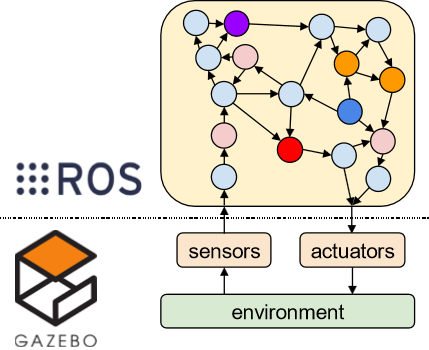 ROS
sensors
actuators
GAZEBO
environment